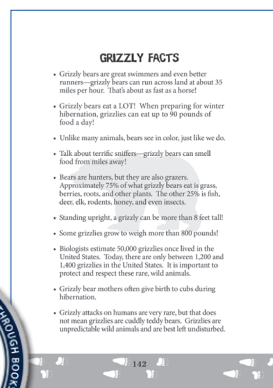 GRIZZLY FACTS
• Grizzly bears are great swimmers and even better
runners—grizzly bears can run across land at about 35
miles per hour. That's about as fast as a horse!
• Grizzly bears eat a LOT! When preparing for winter
hibernation, grizzlies can eat up to 90 pounds of
food a day!
• Unlike many animals, bears see in color, just like we do.
• Talk about terrific sniffers—grizzly bears can smell
food from miles away!
• Bears are hunters, but they are also grazers.
Approximately 75% of what grizzly bears eat is grass,
berries, roots, and other plants. The other 25% is fish,
deer, elk, rodents, honey, and even insects.
• Standing upright, a grizzly can be more than 8 feet tall!
• Some grizzlies grow to weigh more than 800 pounds!
• Biologists estimate 50,000 grizzlies once lived in the
United States. Today, there are only between 1,200 and
1,400 grizzlies in the United States. It is important to
protect and respect these rare, wild animals.
• Grizzly bear mothers often give birth to cubs during
hibernation.
• Grizzly attacks on humans are very rare, but that does
not mean grizzlies are cuddly teddy bears. Grizzlies are
unpredictable wild animals and are best left undisturbed.
ROUGH BOOK
142